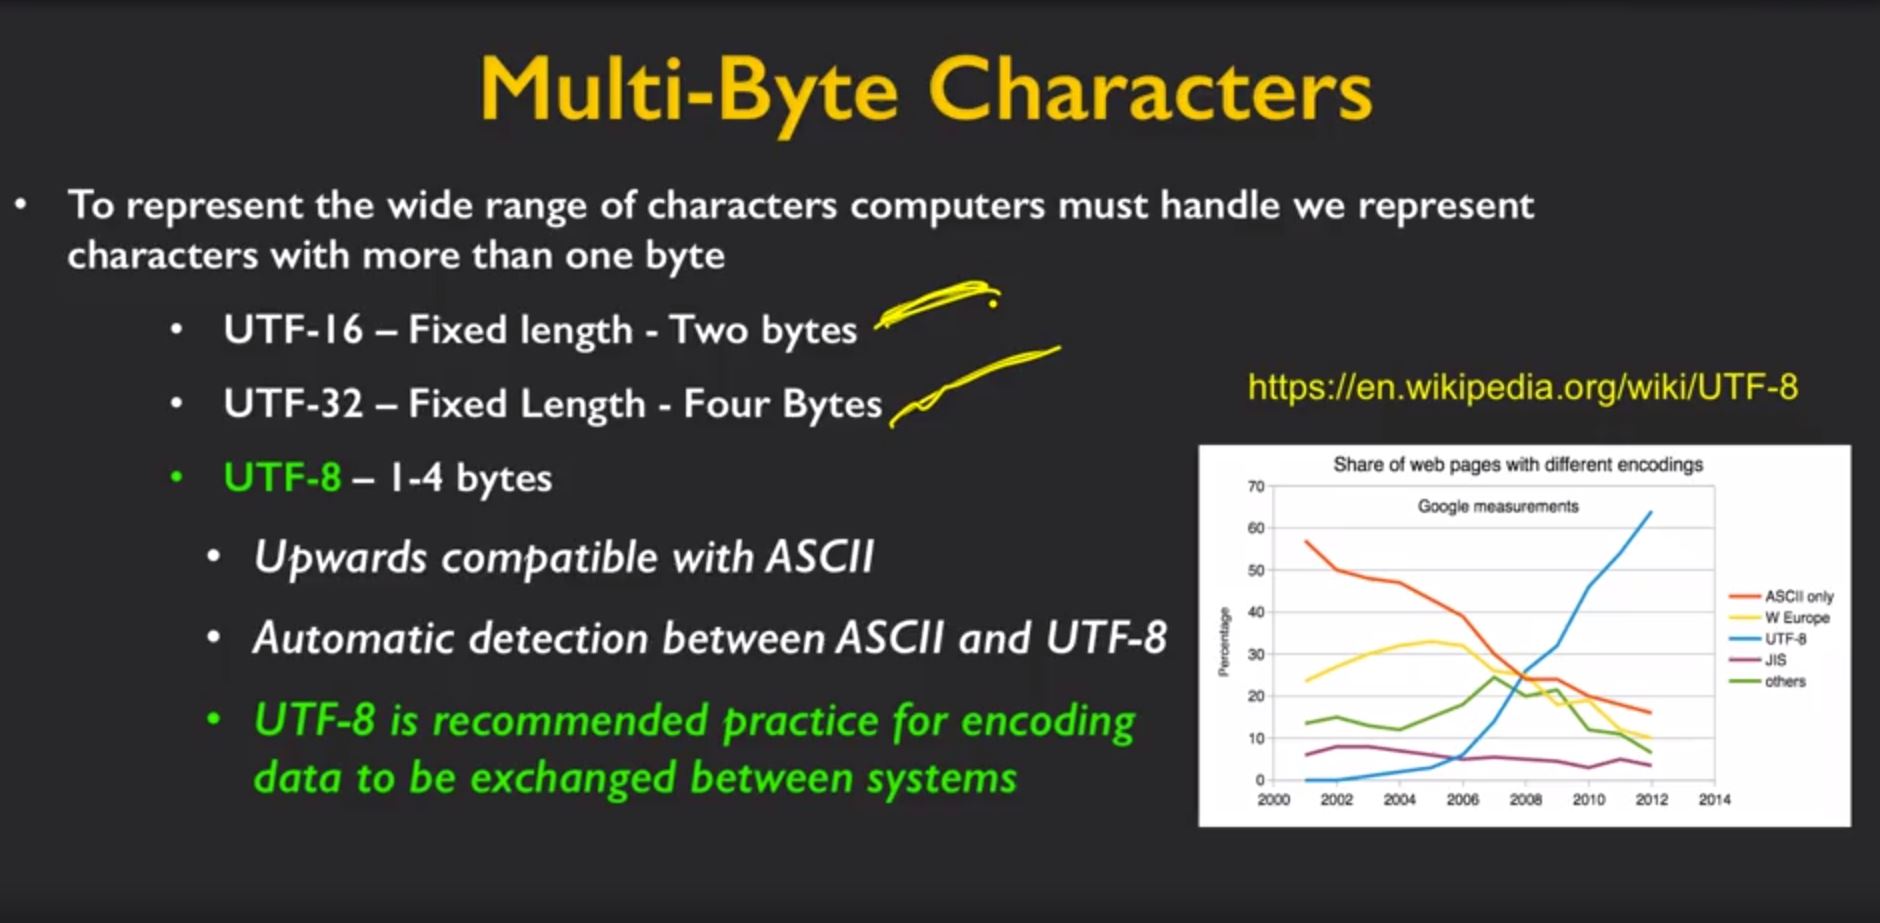 Multi-Byte Characters
• To represent the wide range of characters computers must handle we represent
characters with more than one byte
• UTF-16 – Fixed length - Two bytes
• UTF-32 – Fixed Length - Four Bytes
• UTF-8 – 1-4 bytes
• Upwards compatible with ASCII
• Automatic detection between ASCII and UTF-8
• UTF-8 is recommended practice for encoding
data to be exchanged between systems
https://en.wikipedia.org/wiki/UTF-8
Share of web pages with different encodings
Google measurements
Percentage
70
60
50
40
30
20
10
0
2000 2002 2004 2006 2008 2010 2012 2014
ASCII only
W Europe
UTF-8
JIS
others